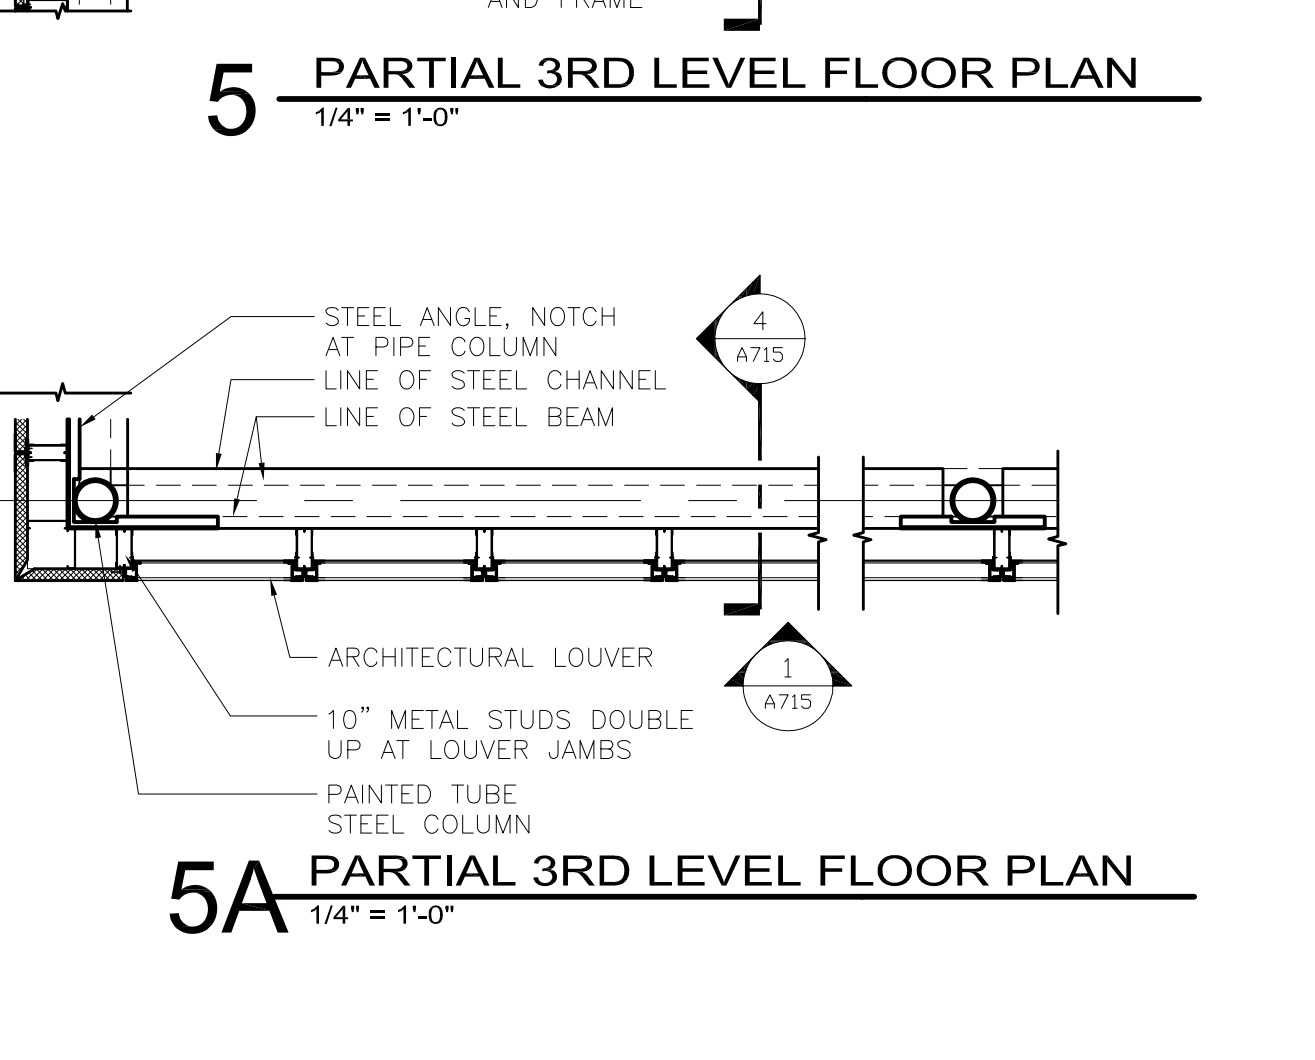 AND FRAME
5
PARTIAL 3RD LEVEL FLOOR PLAN
1/4" = 1'-0"
STEEL ANGLE, NOTCH
AT PIPE COLUMN
LINE OF STEEL CHANNEL
LINE OF STEEL BEAM
4
A715
ARCHITECTURAL LOUVER
1
A715
10” METAL STUDS DOUBLE
UP AT LOUVER JAMBS
PAINTED TUBE
STEEL COLUMN
5A
PARTIAL 3RD LEVEL FLOOR PLAN
1/4" = 1'-0"